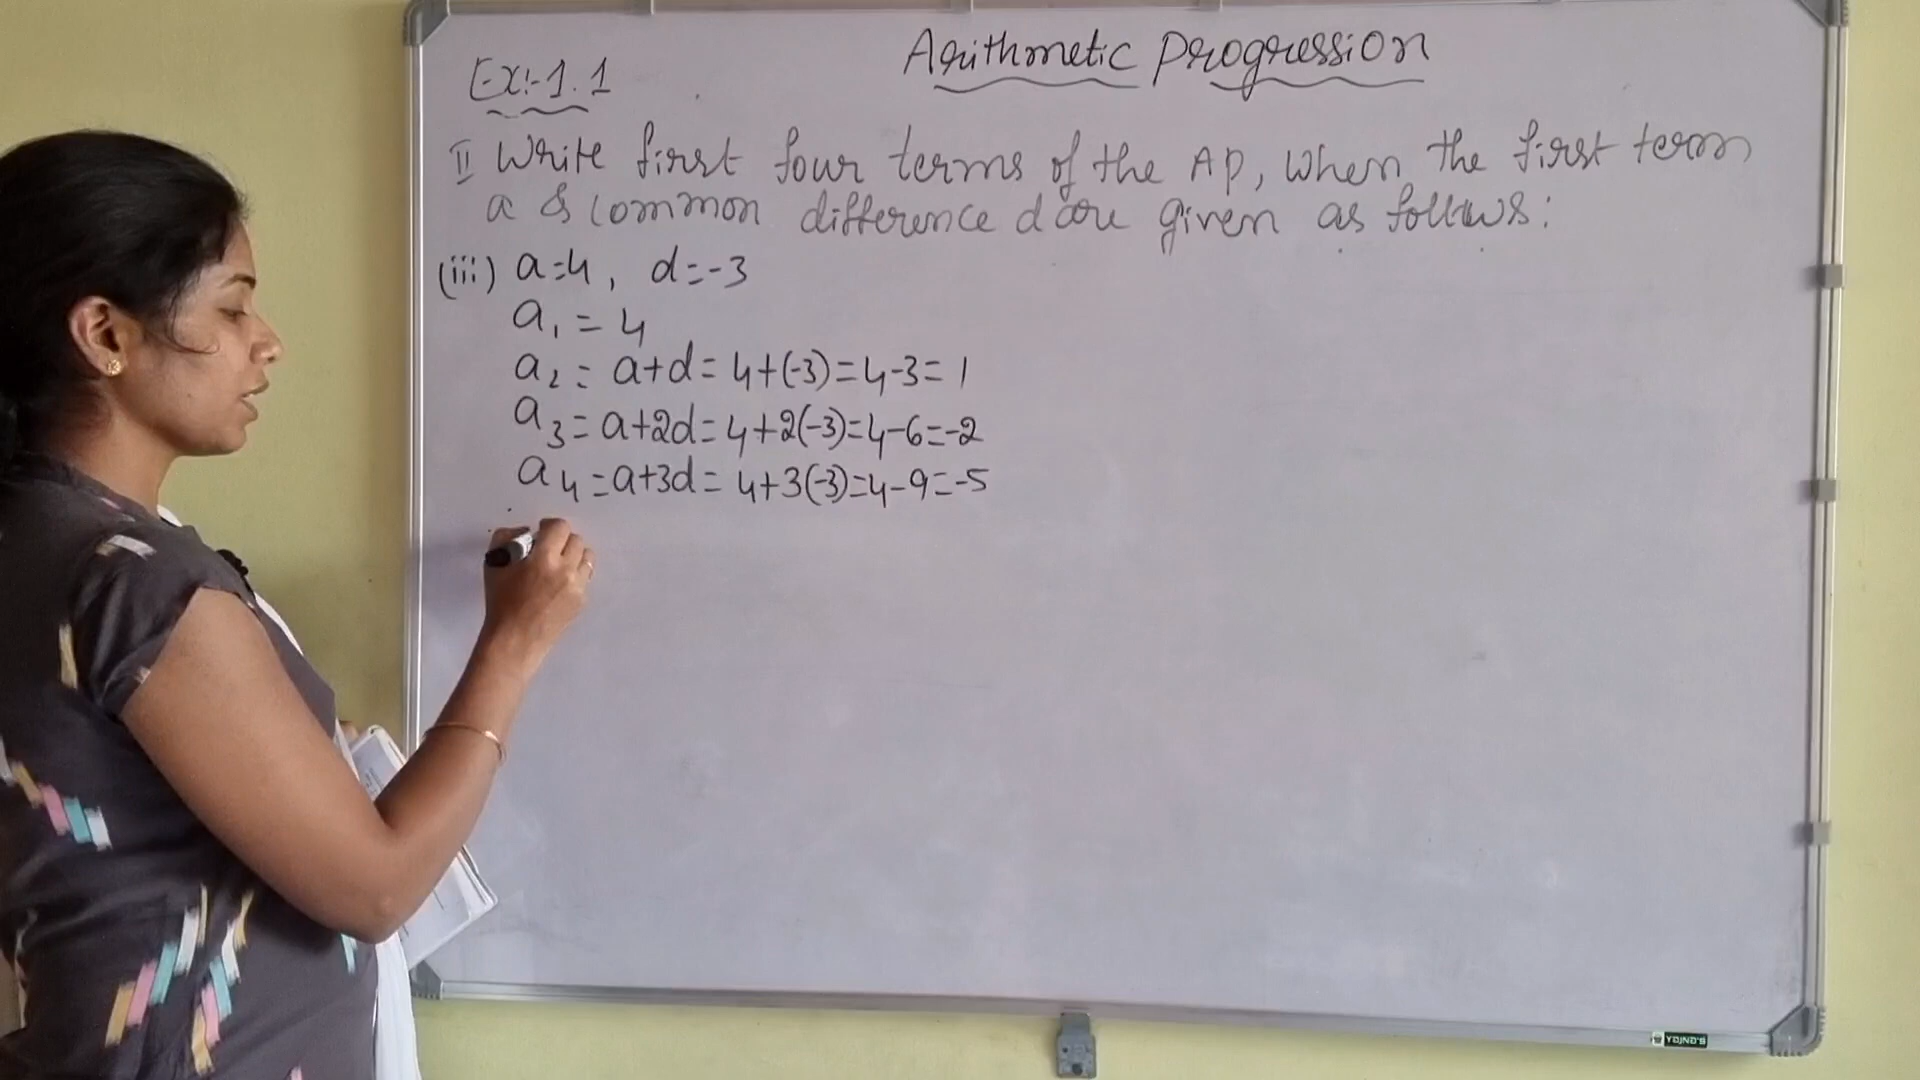 Arithmetic Progression
Ex:-1.1
II Write first four terms of the AP, When the first term
a & common difference d are given as follows:
(iii) a=4, d=-3
a₁ = 4
a₂ = a+d = 4+(-3)=4-3=1
a₃ = a+2d = 4+2(-3)=4-6=-2
a₄ = a+3d = 4+3(-3)=4-9=-5
YDJND'S